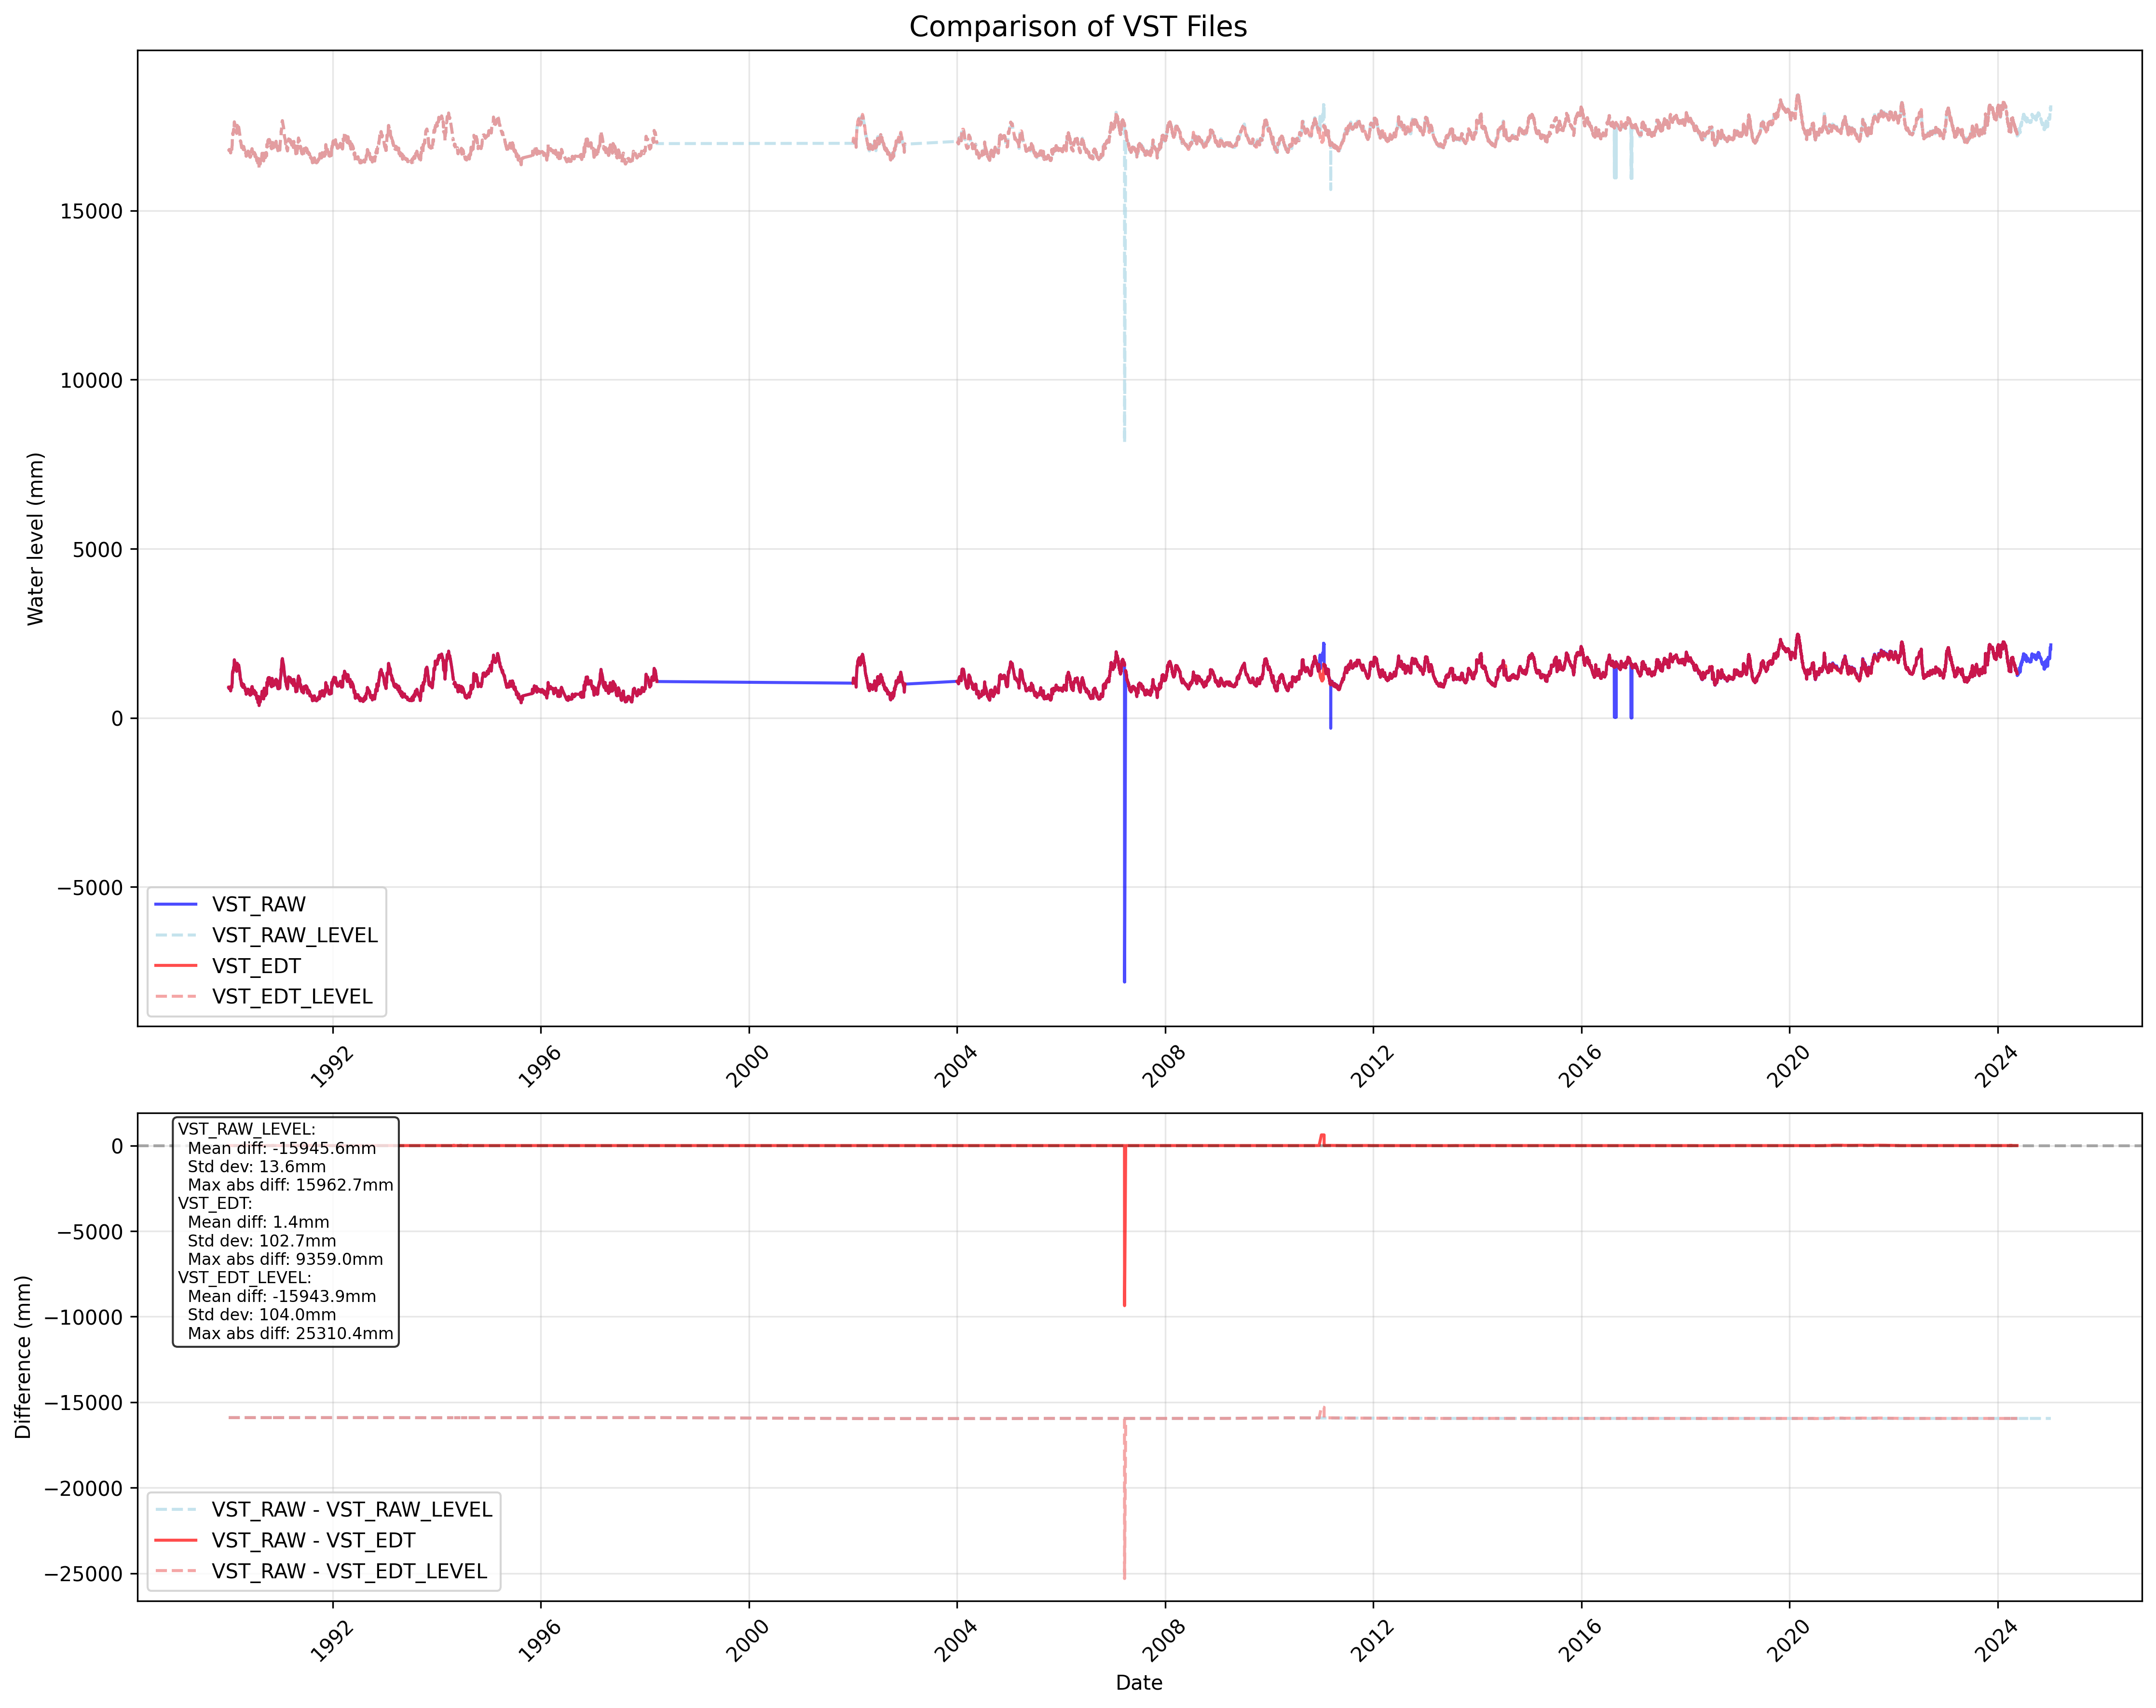 Comparison of VST Files
Water level (mm)
15000
10000
5000
0
−5000
VST_RAW
VST_RAW_LEVEL
VST_EDT
VST_EDT_LEVEL
1992
1996
2000
2004
2008
2012
2016
2020
2024
Difference (mm)
0
−5000
−10000
−15000
−20000
−25000
VST_RAW_LEVEL:
Mean diff: -15945.6mm
Std dev: 13.6mm
Max abs diff: 15962.7mm
VST_EDT:
Mean diff: 1.4mm
Std dev: 102.7mm
Max abs diff: 9359.0mm
VST_EDT_LEVEL:
Mean diff: -15943.9mm
Std dev: 104.0mm
Max abs diff: 25310.4mm
VST_RAW - VST_RAW_LEVEL
VST_RAW - VST_EDT
VST_RAW - VST_EDT_LEVEL
1992
1996
2000
2004
2008
2012
2016
2020
2024
Date